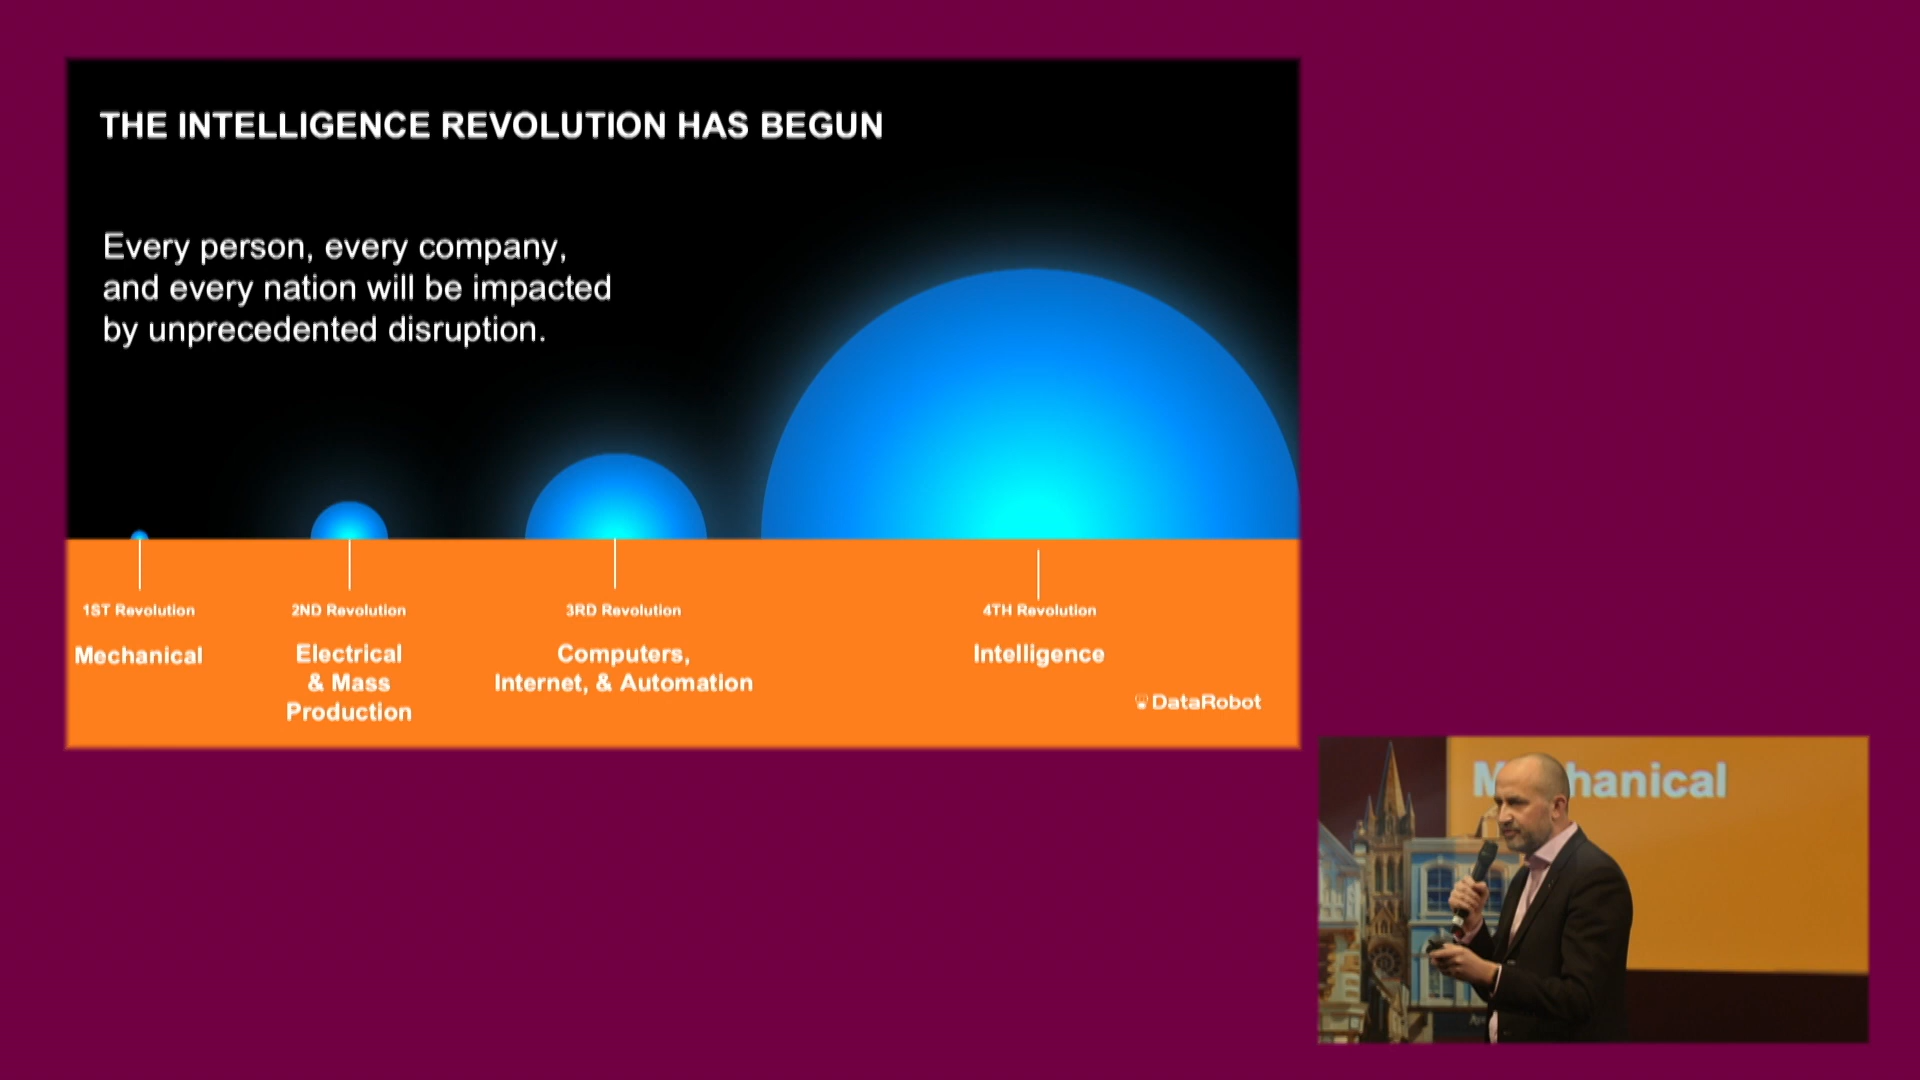 THE INTELLIGENCE REVOLUTION HAS BEGUN
Every person, every company,
and every nation will be impacted
by unprecedented disruption.
1ST Revolution
Mechanical
2ND Revolution
Electrical
& Mass
Production
3RD Revolution
Computers,
Internet, & Automation
4TH Revolution
Intelligence
DataRobot
hanical